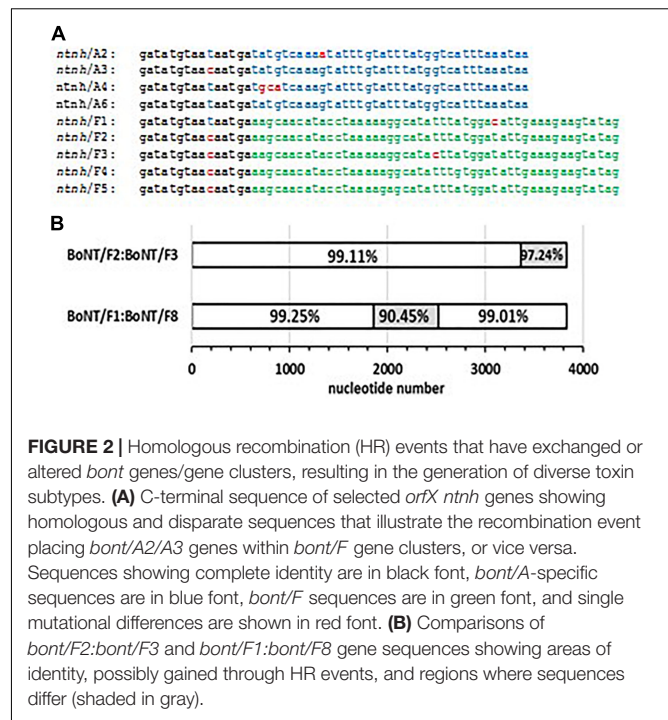 A
ntnh/A2: gatatgtaataatgatatgtcaaaatatttgtatttatggtcatttaaataa
ntnh/A3: gatatgtaacaatgatatgtcaaagtatttgtatttatggtcatttaaataa
ntnh/A4: gatatgtaataatgatgcatcaaagtatttgtatttatggtcatttaaataa
ntnh/A6: gatatgtaataatgatatgtcaaagtatttgtatttatggtcatttaaataa
ntnh/F1: gatatgtaataatgaaagcaacatacctaaaaaggcatatttatggacattgaaagaagtatag
ntnh/F2: gatatgtaacaatgaaagcaacatacctaaaaaggcatatttatggatattgaaagaagtatag
ntnh/F3: gatatgtaacaatgaaagcaacatacctaaaaaggcatacttatggatattgaaagaagtatag
ntnh/F4: gatatgtaacaatgaaagcaacatacctaaaagagcatatttgtggatattgaaagaagtatag
ntnh/F5: gatatgtaacaatgaaagcaacatacctaaaagagcatatttatggatattgaaagaagtatag
B
BoNT/F2:BoNT/F3 99.11% 97.24%
BoNT/F1:BoNT/F8 99.25% 90.45% 99.01%
0 1000 2000 3000 4000
nucleotide number
FIGURE 2 | Homologous recombination (HR) events that have exchanged or
altered bont genes/gene clusters, resulting in the generation of diverse toxin
subtypes. (A) C-terminal sequence of selected orfX ntnh genes showing
homologous and disparate sequences that illustrate the recombination event
placing bont/A2/A3 genes within bont/F gene clusters, or vice versa.
Sequences showing complete identity are in black font, bont/A-specific
sequences are in blue font, bont/F sequences are in green font, and single
mutational differences are shown in red font. (B) Comparisons of
bont/F2:bont/F3 and bont/F1:bont/F8 gene sequences showing areas of
identity, possibly gained through HR events, and regions where sequences
differ (shaded in gray).